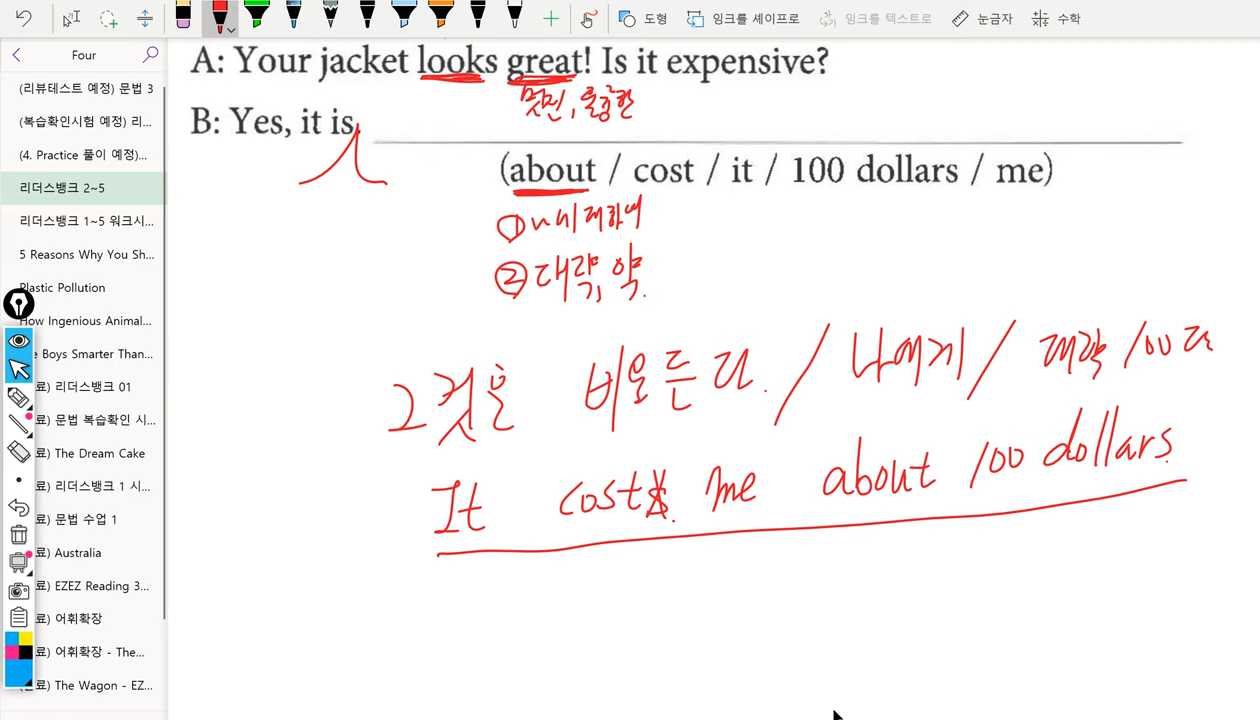 도형
잉크를 셰이프로
잉크를 텍스트로
눈금자
수학
Four
(리뷰테스트 예정) 문법 3
(복습확인시험 예정) 리...
(4. Practice 풀이 예정)...
리더스뱅크 2~5
리더스뱅크 1~5 워크시...
5 Reasons Why You Sh...
Plastic Pollution
How Ingenious Animal...
e Boys Smarter Than...
료) 리더스뱅크 01
료) 문법 복습확인 시...
료) The Dream Cake
료) 리더스뱅크 1 시...
료) 문법 수업 1
료) Australia
료) EZEZ Reading 3...
료) 어휘확장
료) 어휘확장 - The...
료) The Wagon - EZ...
A: Your jacket looks great! Is it expensive?
멋진, 훌륭한
B: Yes, it is.
(about / cost / it / 100 dollars / me)
① ~에 대하여
② 대략, 약.
그것은 비용든다. / 나에게 / 대략 100
It cost me about 100 dollars.